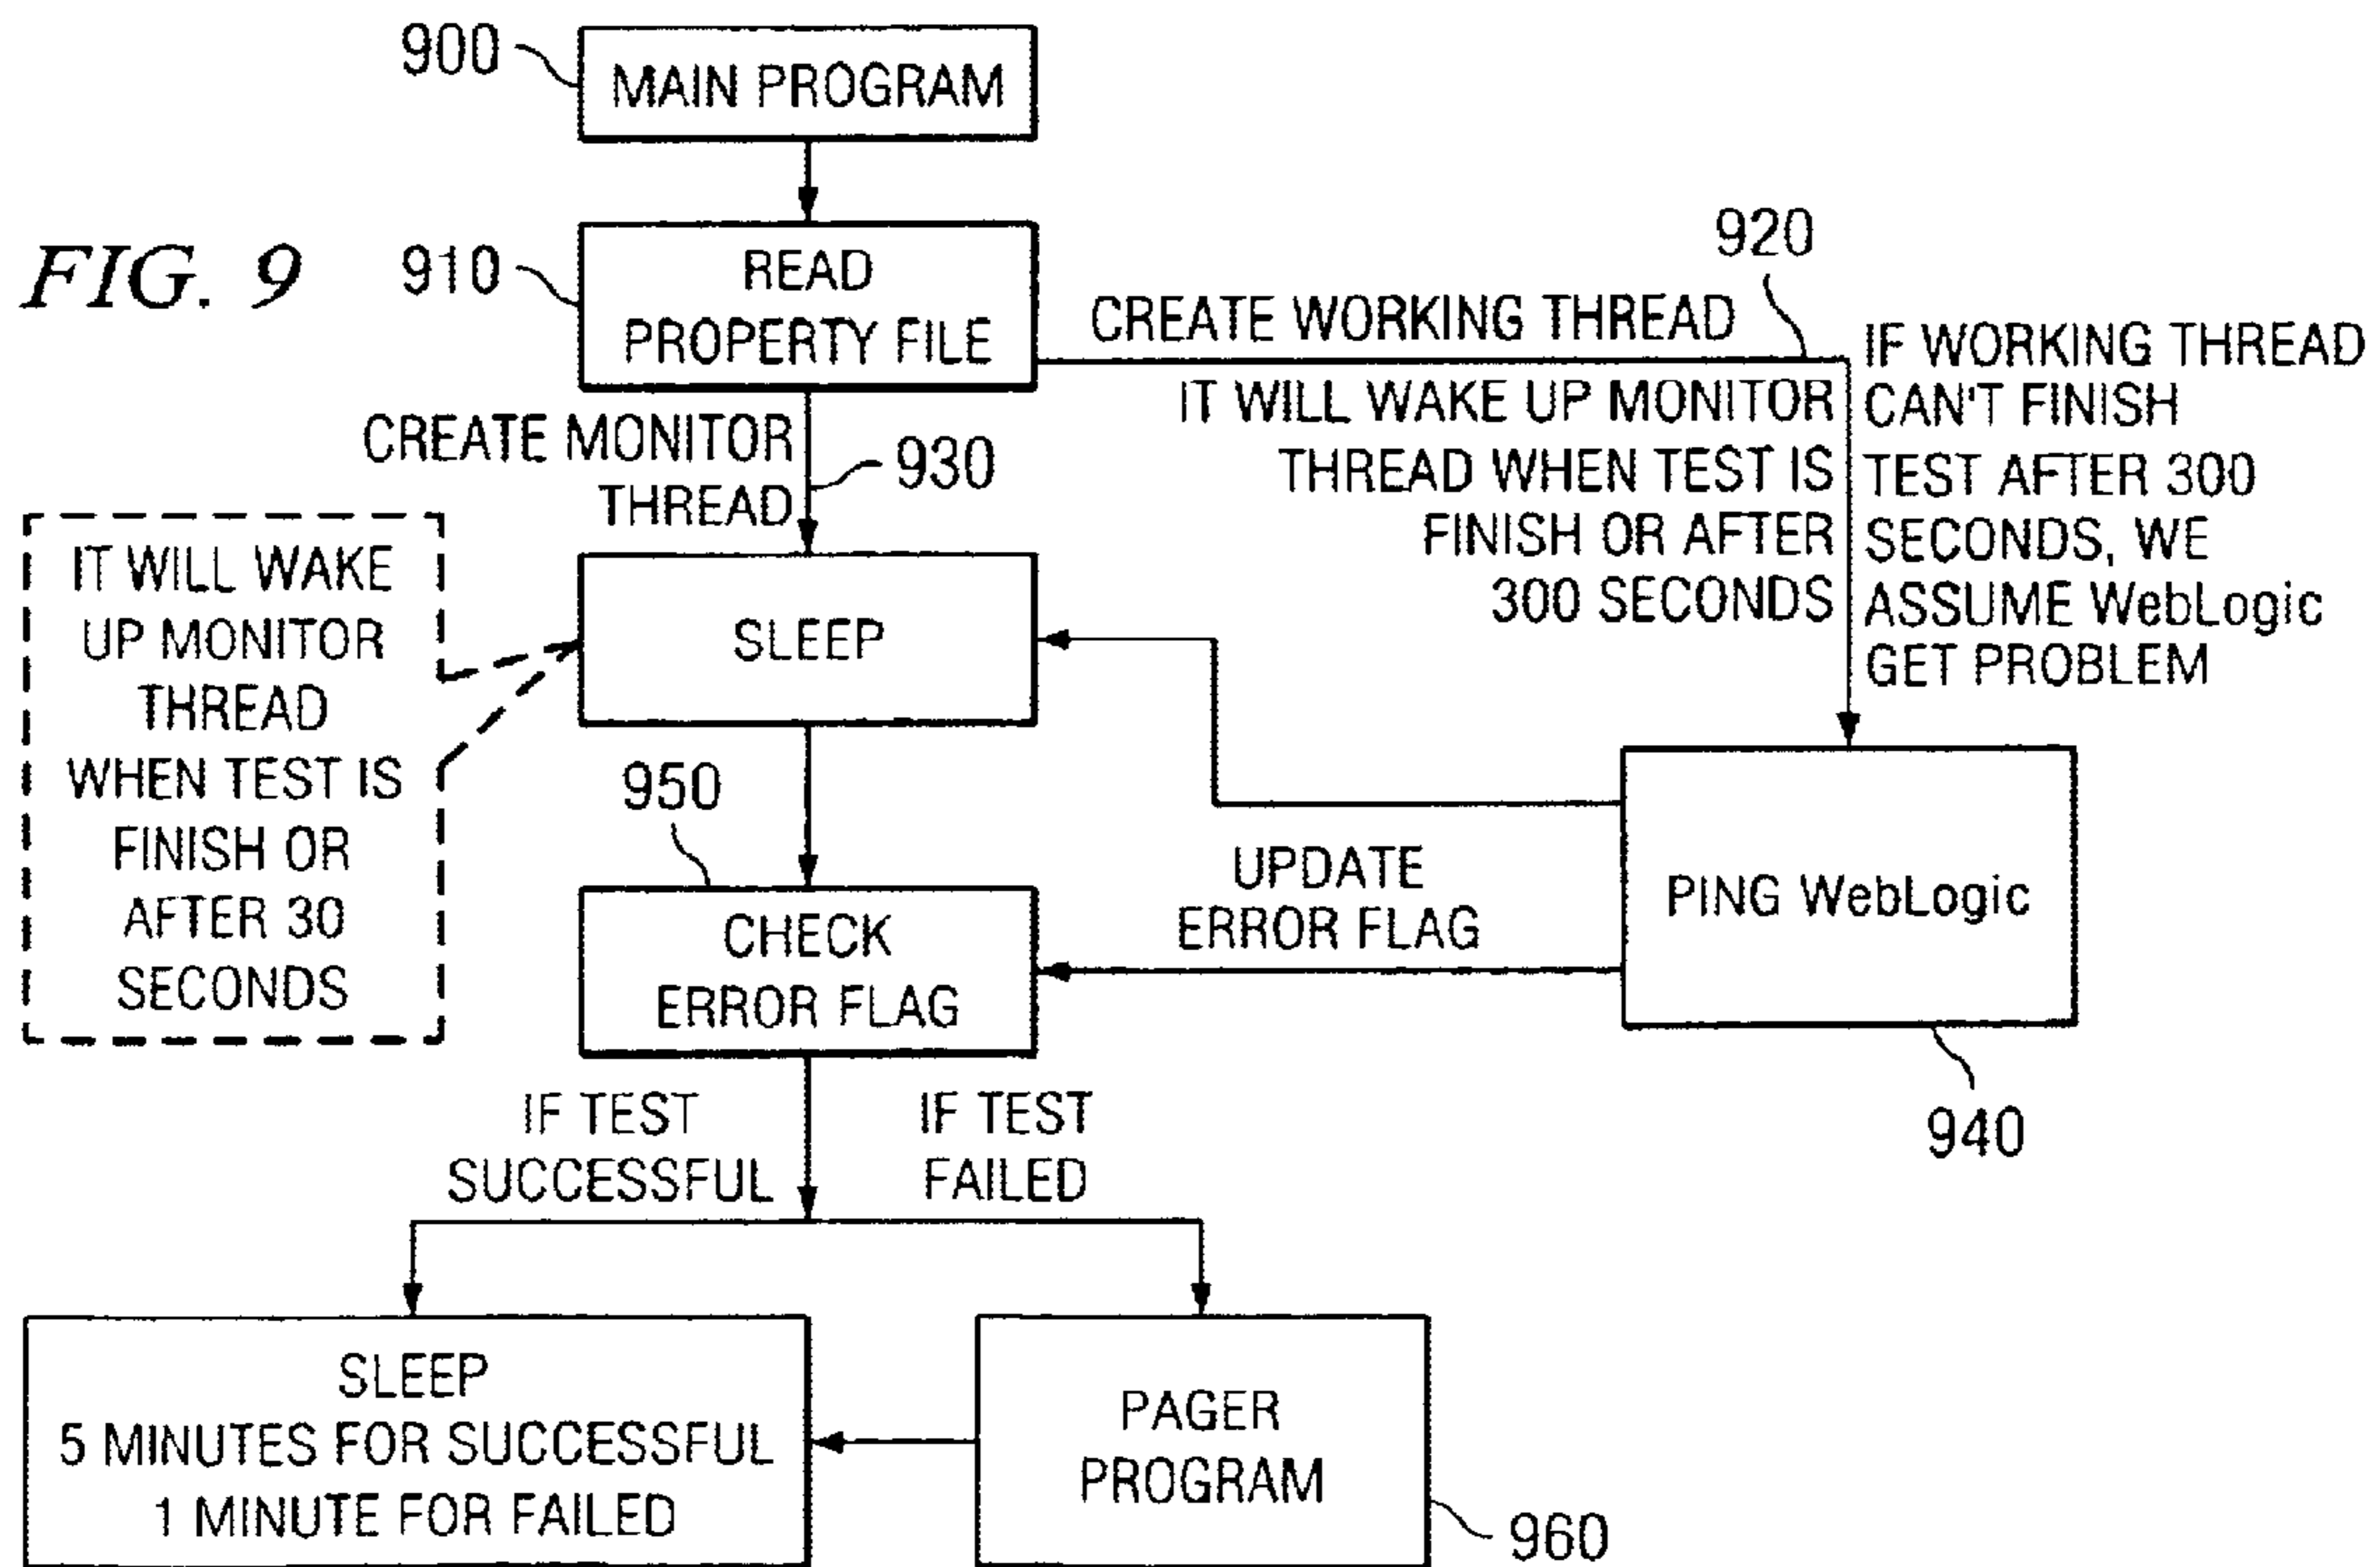 900
MAIN PROGRAM
FIG. 9
910
READ
PROPERTY FILE
920
CREATE WORKING THREAD
IT WILL WAKE UP MONITOR
THREAD WHEN TEST IS
FINISH OR AFTER
300 SECONDS
IF WORKING THREAD
CAN'T FINISH
TEST AFTER 300
SECONDS, WE
ASSUME WebLogic
GET PROBLEM
CREATE MONITOR
THREAD
930
IT WILL WAKE
UP MONITOR
THREAD
WHEN TEST IS
FINISH OR
AFTER 30
SECONDS
SLEEP
950
CHECK
ERROR FLAG
UPDATE
ERROR FLAG
PING WebLogic
940
IF TEST
SUCCESSFUL
IF TEST
FAILED
SLEEP
5 MINUTES FOR SUCCESSFUL
1 MINUTE FOR FAILED
PAGER
PROGRAM
960